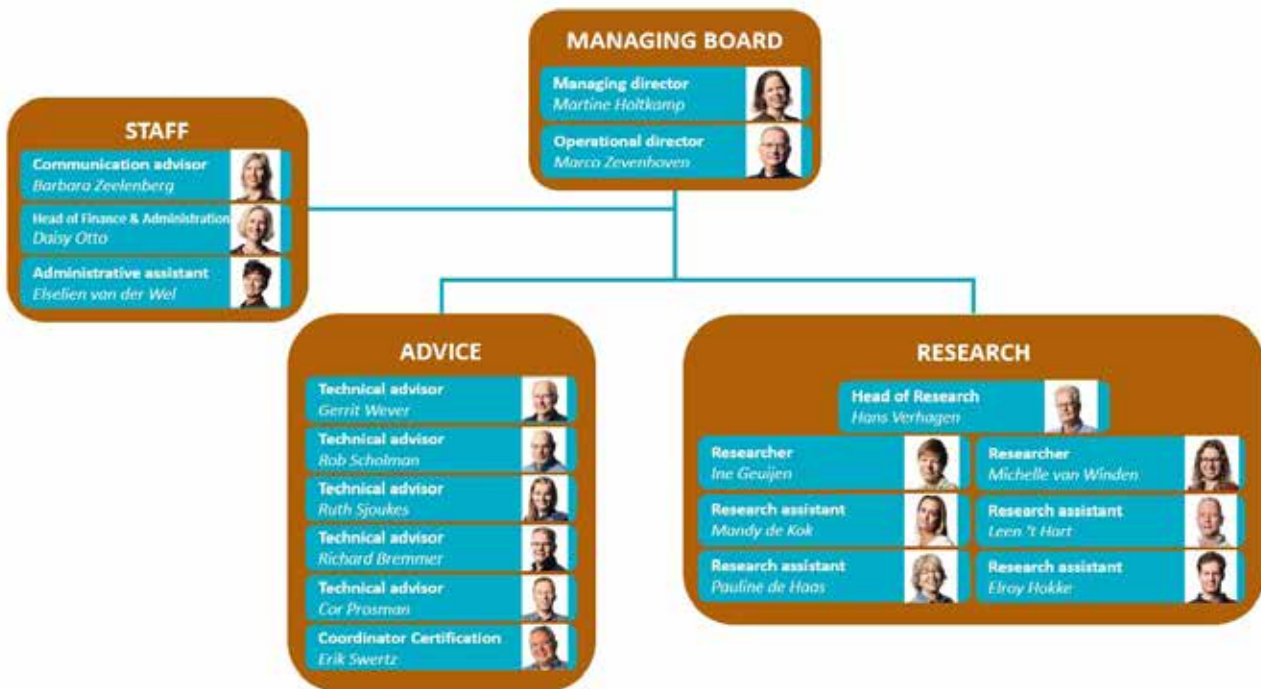 MANAGING BOARD
Managing director
Martine Holtkamp
Operational director
Marco Zevenhoven
STAFF
Communication advisor
Barbara Zeelenberg
Head of Finance & Administration
Daisy Otto
Administrative assistant
Elselien van der Wel
ADVICE
Technical advisor
Gerrit Wever
Technical advisor
Rob Scholman
Technical advisor
Ruth Sjoukes
Technical advisor
Richard Bremmer
Technical advisor
Cor Prosman
Coordinator Certification
Erik Swertz
RESEARCH
Head of Research
Hans Verhagen
Researcher
Ine Geuijen
Researcher
Michelle van Winden
Research assistant
Mandy de Kok
Research assistant
Leen 't Hart
Research assistant
Pauline de Haas
Research assistant
Elroy Hokke